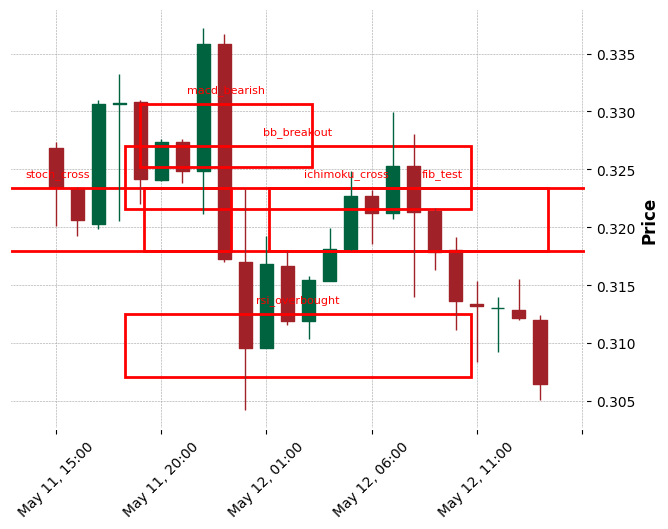 macd_bearish
bb_breakout
stoch_cross
ichimoku_cross
fib_test
rsi_overbought
0.335
0.330
0.325
0.320
0.315
0.310
0.305
Price
May 11, 15:00
May 11, 20:00
May 12, 01:00
May 12, 06:00
May 12, 11:00